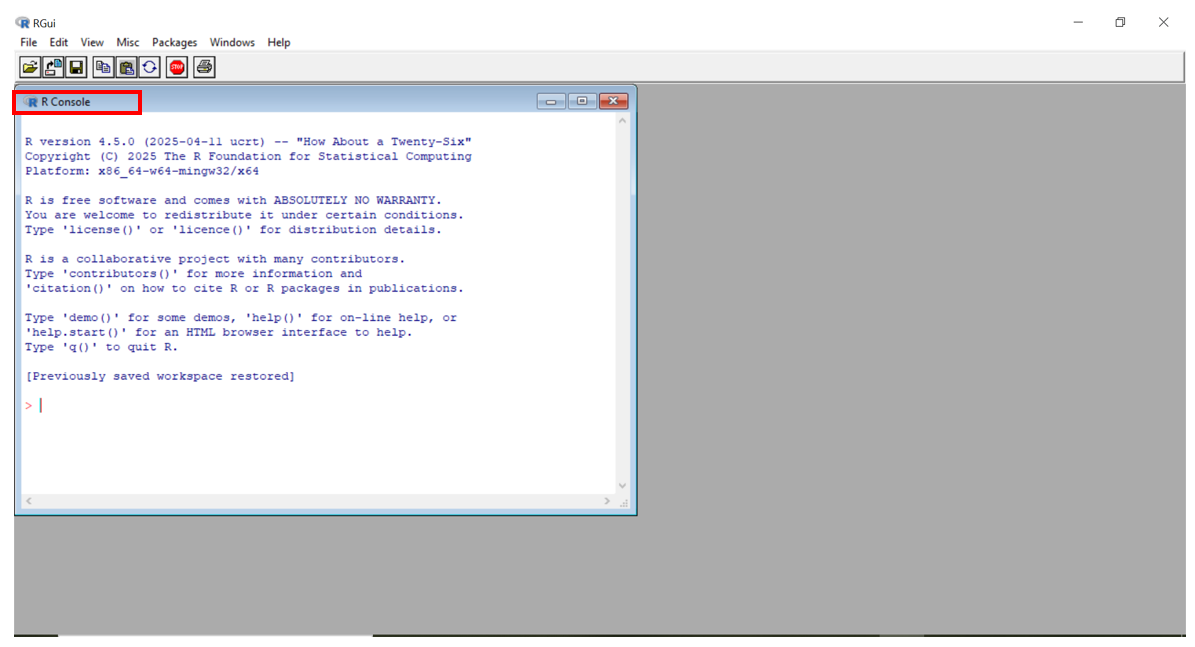 RGui
File Edit View Misc Packages Windows Help
STOP
R Console
R version 4.5.0 (2025-04-11 ucrt) -- "How About a Twenty-Six"
Copyright (C) 2025 The R Foundation for Statistical Computing
Platform: x86_64-w64-mingw32/x64
R is free software and comes with ABSOLUTELY NO WARRANTY.
You are welcome to redistribute it under certain conditions.
Type 'license()' or 'licence()' for distribution details.
R is a collaborative project with many contributors.
Type 'contributors()' for more information and
'citation()' on how to cite R or R packages in publications.
Type 'demo()' for some demos, 'help()' for on-line help, or
'help.start()' for an HTML browser interface to help.
Type 'q()' to quit R.
[Previously saved workspace restored]
>